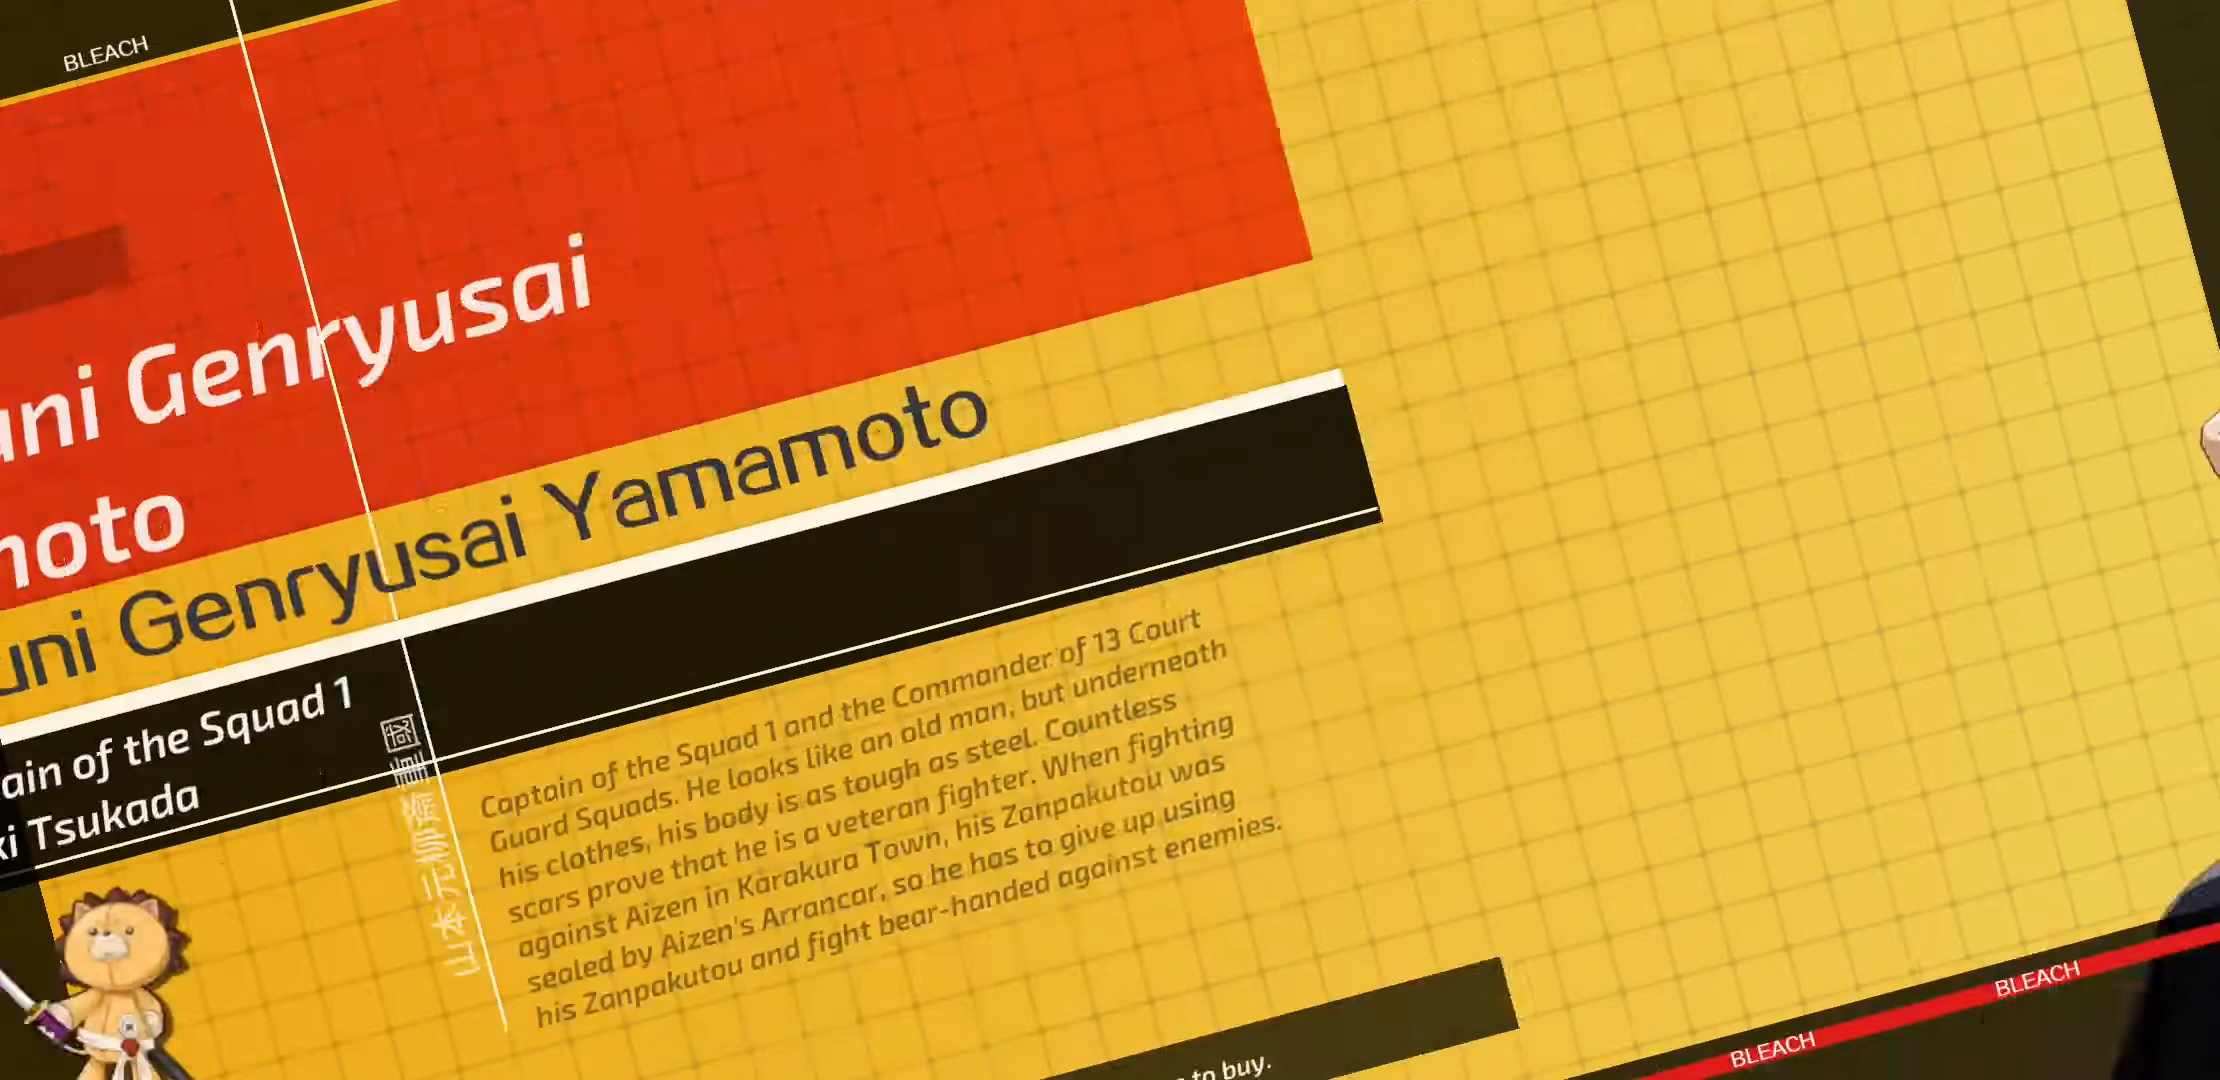 BLEACH
uni Genryusai
moto
uni Genryusai Yamamoto
ain of the Squad 1
ki Tsukada
山本元柳斎重國
Captain of the Squad 1 and the Commander of 13 Court
Guard Squads. He looks like an old man, but underneath
his clothes, his body is as tough as steel. Countless
scars prove that he is a veteran fighter. When fighting
against Aizen in Karakura Town, his Zanpakutou was
sealed by Aizen's Arrancar, so he has to give up using
his Zanpakutou and fight bear-handed against enemies.
to buy.
BLEACH
BLEACH